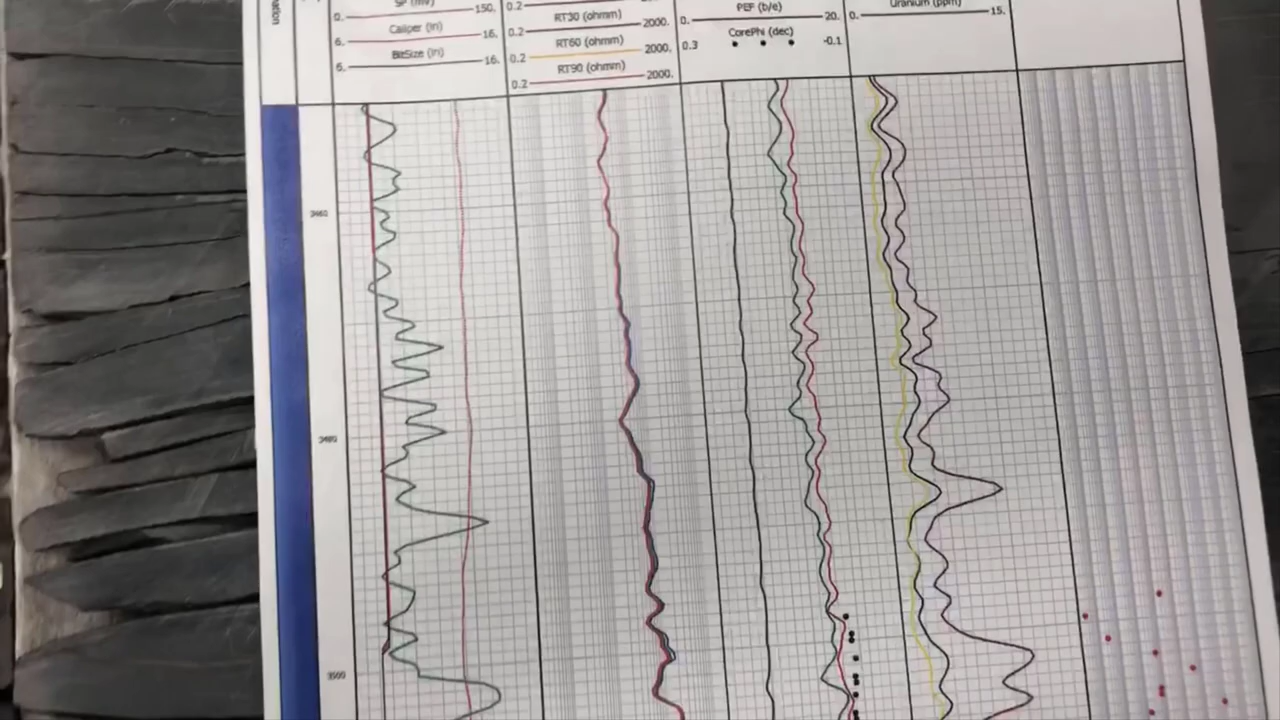 SP (mv)
0. 150.
Caliper (in)
6. 16.
BitSize (in)
6. 16.
0.2
RT30 (ohmm)
0.2 2000.
RT60 (ohmm)
0.2 2000.
RT90 (ohmm)
0.2 2000.
PEF (b/e)
0. 20.
CorePhi (dec)
0.3 -0.1
Uranium (ppm)
0. 15.
3460
3480
3500